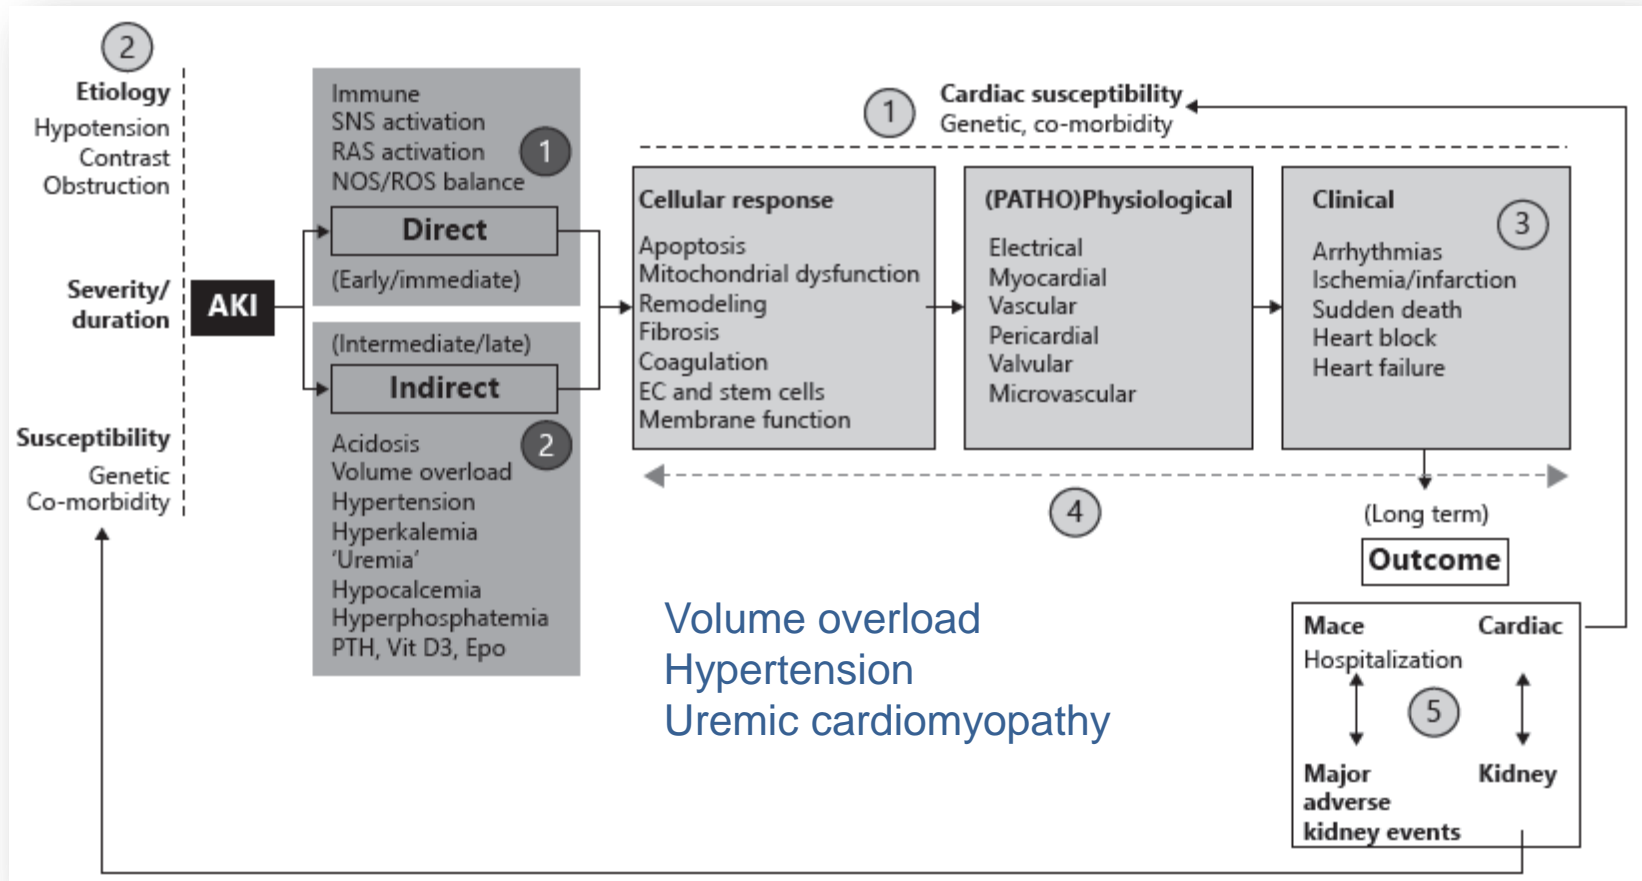 2
Etiology
Hypotension
Contrast
Obstruction
Severity/
duration
Susceptibility
Genetic
Co-morbidity
AKI
Immune
SNS activation
RAS activation
NOS/ROS balance
1
Direct
(Early/immediate)
(Intermediate/late)
Indirect
Acidosis
2
Volume overload
Hypertension
Hyperkalemia
'Uremia'
Hypocalcemia
Hyperphosphatemia
PTH, Vit D3, Epo
1
Cardiac susceptibility
Genetic, co-morbidity
Cellular response
Apoptosis
Mitochondrial dysfunction
Remodeling
Fibrosis
Coagulation
EC and stem cells
Membrane function
(PATHO)Physiological
Electrical
Myocardial
Vascular
Pericardial
Valvular
Microvascular
Clinical
3
Arrhythmias
Ischemia/infarction
Sudden death
Heart block
Heart failure
4
(Long term)
Outcome
Volume overload
Hypertension
Uremic cardiomyopathy
Mace Cardiac
Hospitalization
5
Major Kidney
adverse
kidney events